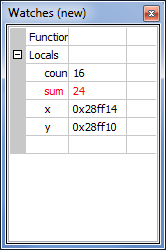 Watches (new)
Function
Locals
coun 16
sum 24
x 0x28ff14
y 0x28ff10